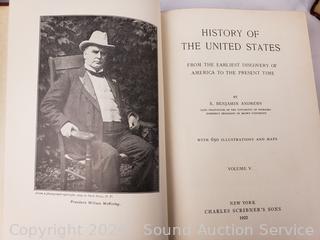 HISTORY OF
THE UNITED STATES
FROM THE EARLIEST DISCOVERY OF
AMERICA TO THE PRESENT TIME
BY
E. BENJAMIN ANDREWS
WITH 650 ILLUSTRATIONS AND MAPS
VOLUME V.
NEW YORK
CHARLES SCRIBNER'S SONS
President William McKinley.
Copyright 2024 Sound Auction Service